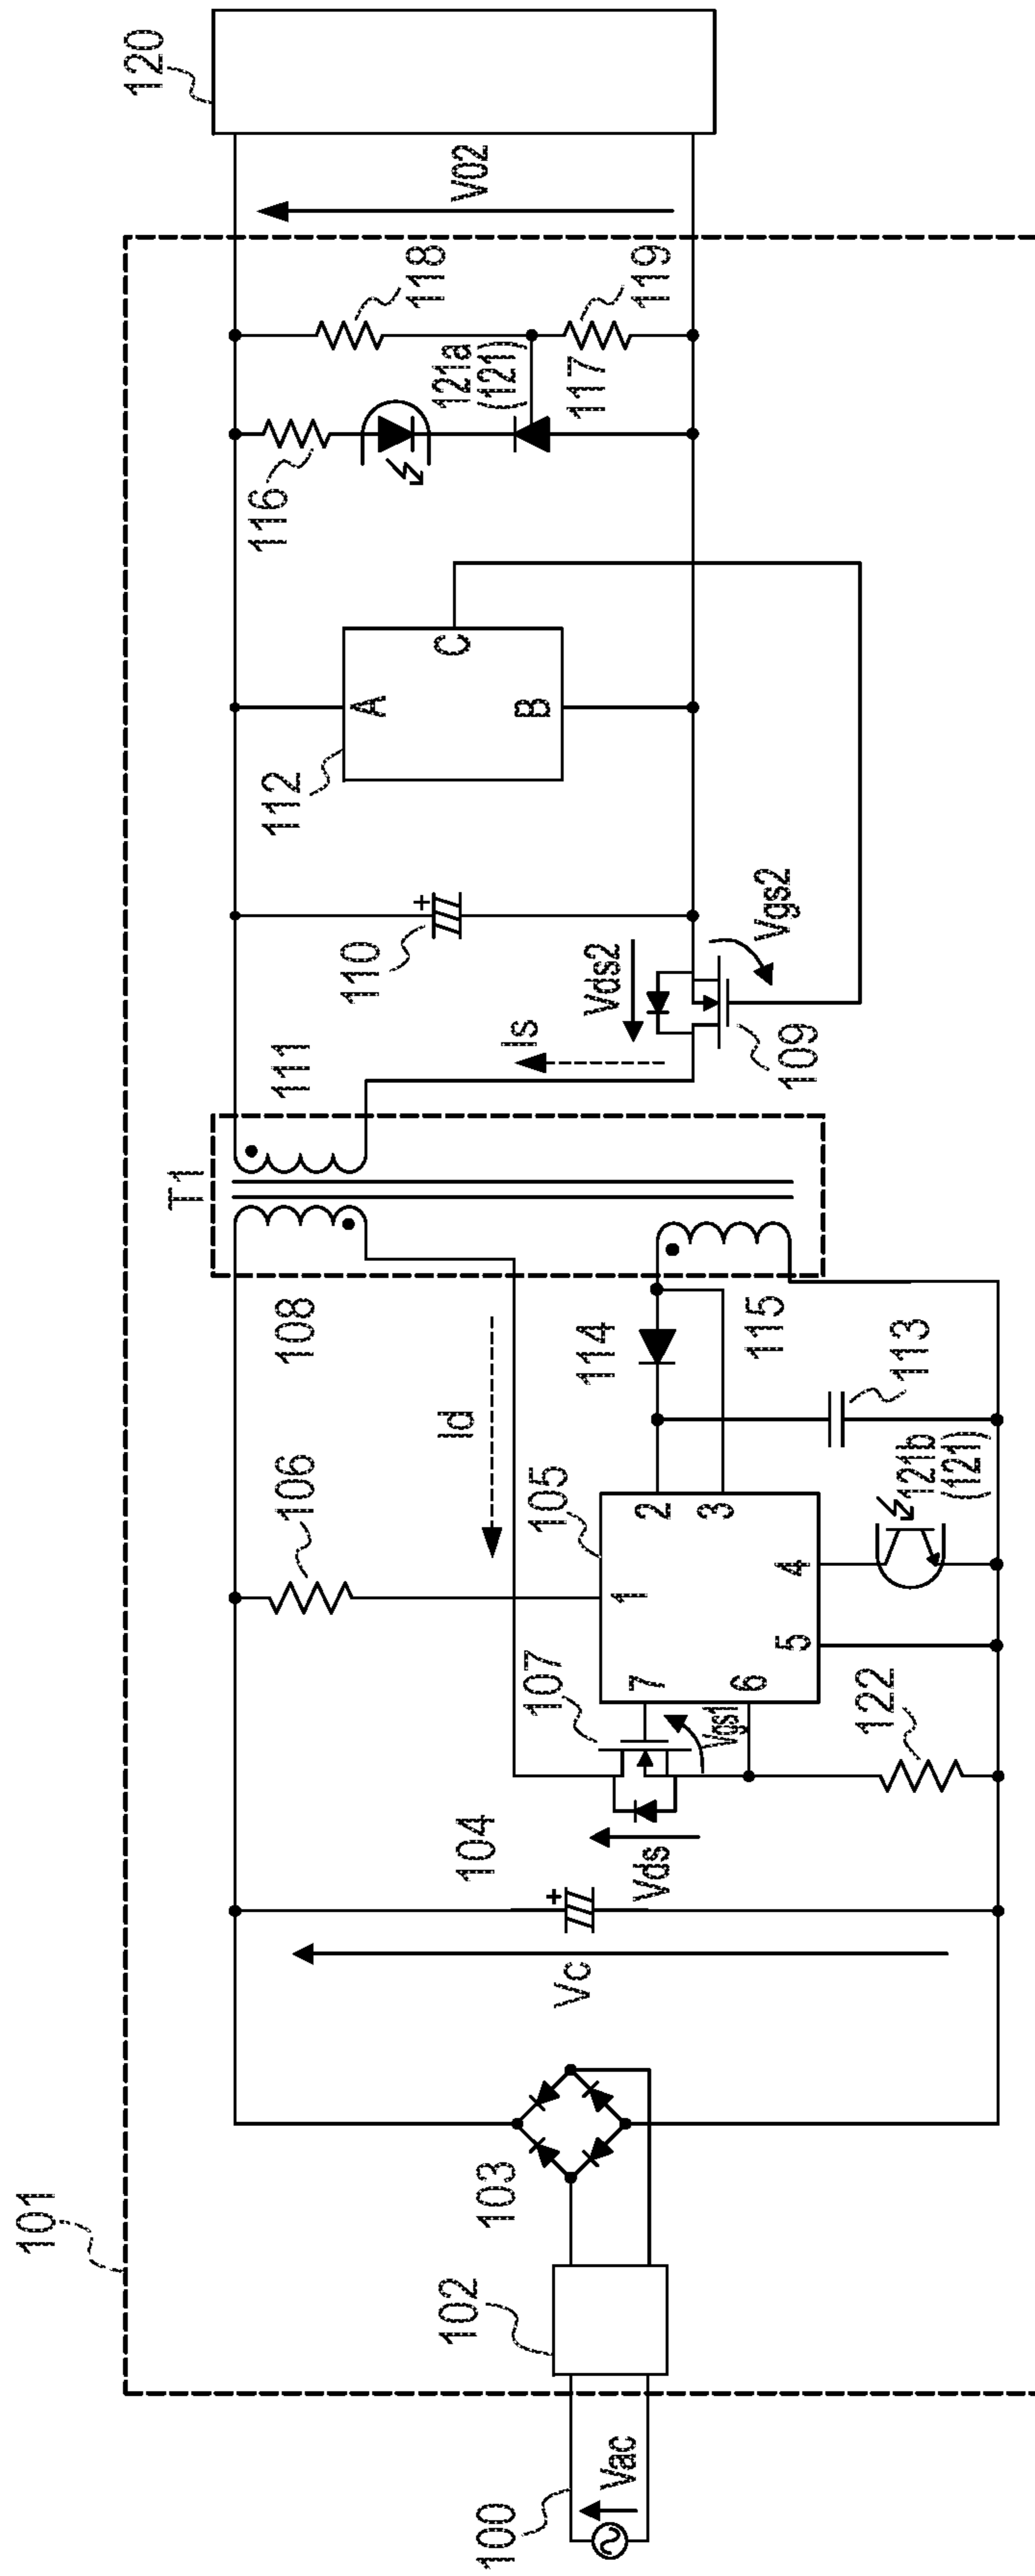 101
100
Vac
102
103
Vc
104
Vds
107
Vgs1
7
6
1
5
4
2
3
105
106
122
121b
(121)
113
114
115
Id
108
T1
111
Is
Vds2
109
Vgs2
110
112
A
B
C
116
121a
(121)
117
118
119
V02
120